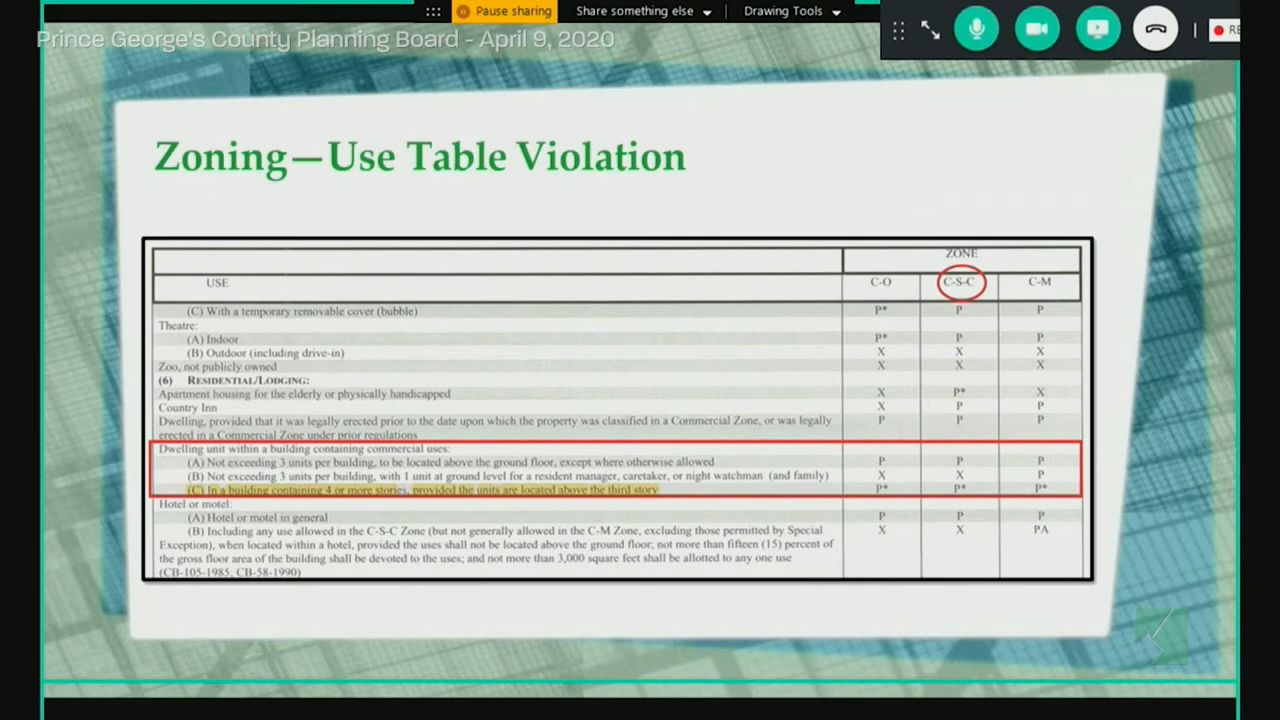 Pause sharing
Share something else
Drawing Tools
Prince George's County Planning Board - April 9, 2020
Zoning—Use Table Violation
ZONE
USE C-O C-S-C C-M
(C) With a temporary removable cover (bubble) P* P P
Theatre:
(A) Indoor P* P P
(B) Outdoor (including drive-in) X X X
Zoo, not publicly owned X X X
(6) RESIDENTIAL/LODGING:
Apartment housing for the elderly or physically handicapped X P* X
Country Inn X P P
Dwelling, provided that it was legally erected prior to the date upon which the property was classified in a Commercial Zone, or was legally P P P
erected in a Commercial Zone under prior regulations
Dwelling unit within a building containing commercial uses:
(A) Not exceeding 3 units per building, to be located above the ground floor, except where otherwise allowed P P P
(B) Not exceeding 3 units per building, with 1 unit at ground level for a resident manager, caretaker, or night watchman (and family) X X P
(C) In a building containing 4 or more stories, provided the units are located above the third story P* P* P*
Hotel or motel:
(A) Hotel or motel in general P P P
(B) Including any use allowed in the C-S-C Zone (but not generally allowed in the C-M Zone, excluding those permitted by Special X X PA
Exception), when located within a hotel, provided the uses shall not be located above the ground floor; not more than fifteen (15) percent of
the gross floor area of the building shall be devoted to the uses; and not more than 3,000 square feet shall be allotted to any one use
(CB-105-1985; CB-58-1990)